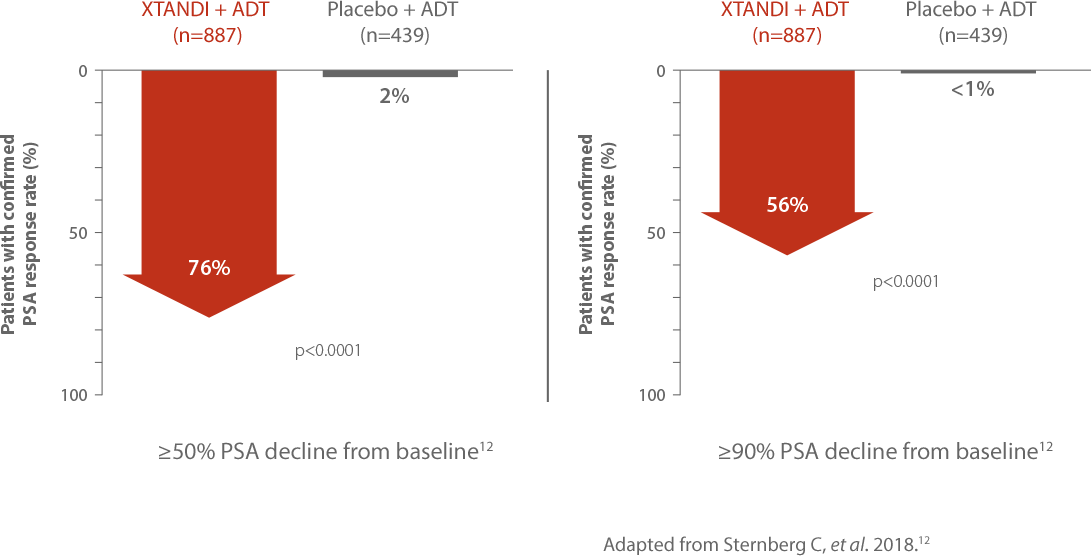 XTANDI + ADT
(n=887)
Placebo + ADT
(n=439)
0
50
100
Patients with confirmed
PSA response rate (%)
76%
2%
p<0.0001
≥50% PSA decline from baseline¹²
XTANDI + ADT
(n=887)
Placebo + ADT
(n=439)
0
50
100
Patients with confirmed
PSA response rate (%)
56%
<1%
p<0.0001
≥90% PSA decline from baseline¹²
Adapted from Sternberg C, et al. 2018.¹²